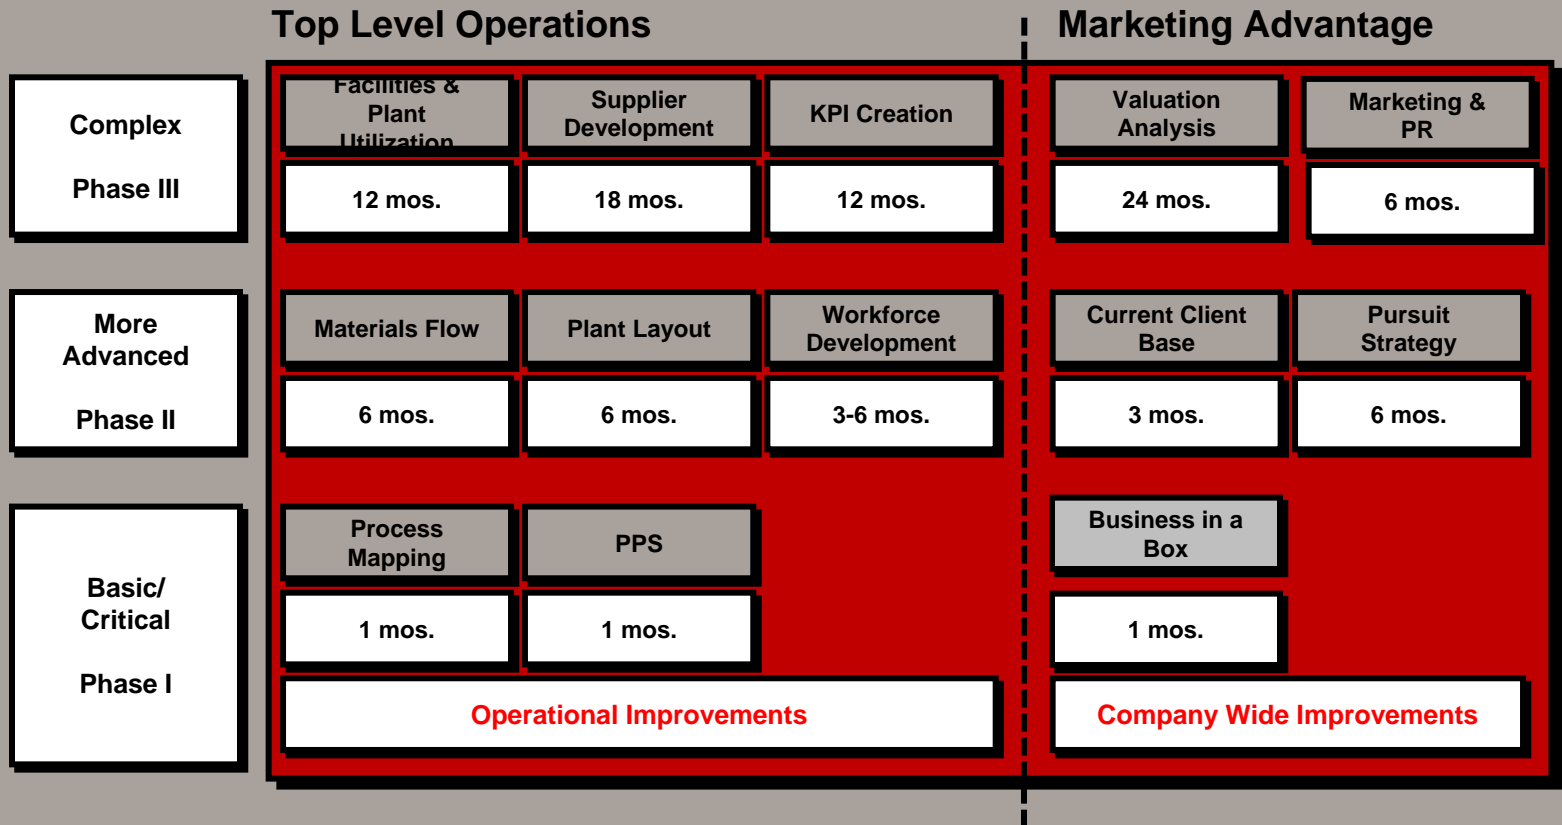 Top Level Operations
Marketing Advantage
Complex
Phase III
Facilities &
Plant
Utilization
Supplier
Development
KPI Creation
Valuation
Analysis
Marketing &
PR
12 mos.
18 mos.
12 mos.
24 mos.
6 mos.
More
Advanced
Phase II
Materials Flow
Plant Layout
Workforce
Development
Current Client
Base
Pursuit
Strategy
6 mos.
6 mos.
3-6 mos.
3 mos.
6 mos.
Basic/
Critical
Phase I
Process
Mapping
PPS
Business in a
Box
1 mos.
1 mos.
1 mos.
Operational Improvements
Company Wide Improvements